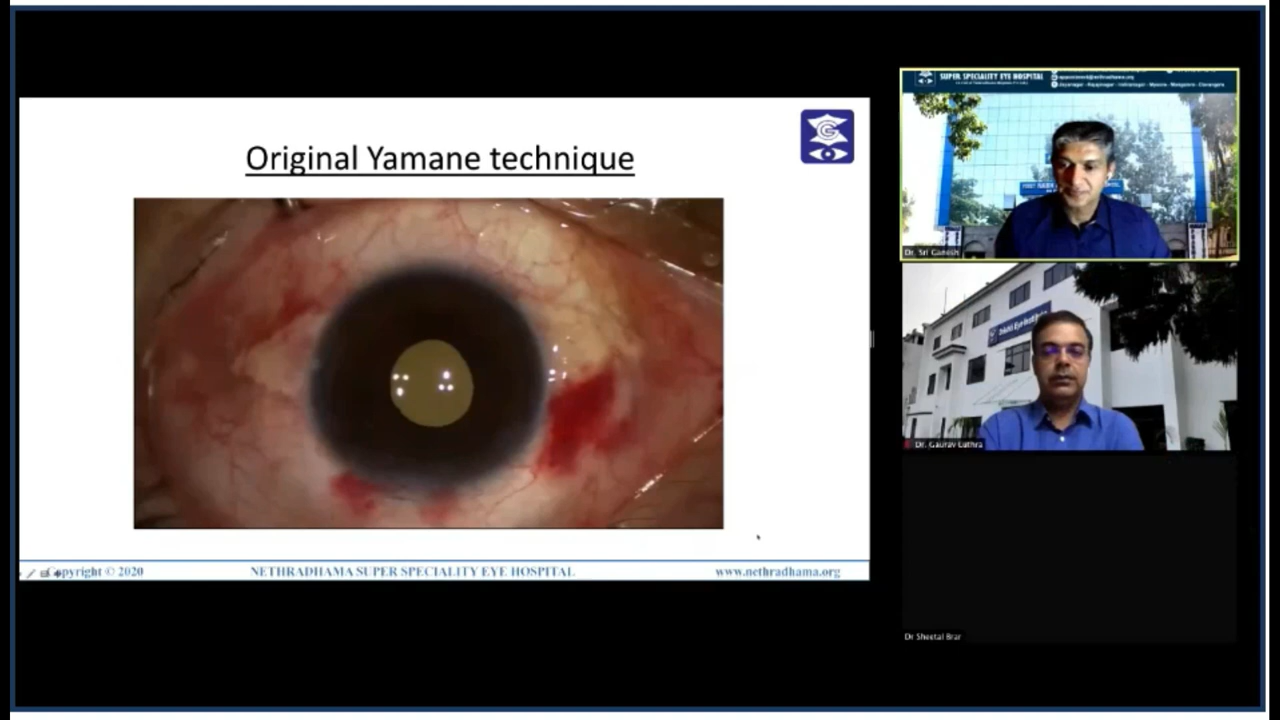 Original Yamane technique
Copyright © 2020
NETHRADHAMA SUPER SPECIALITY EYE HOSPITAL
www.nethradhama.org
SUPER SPECIALITY EYE HOSPITAL
Dr. Sri Ganesh
Dr. Gaurav Luthra
Dr Sheetal Brar